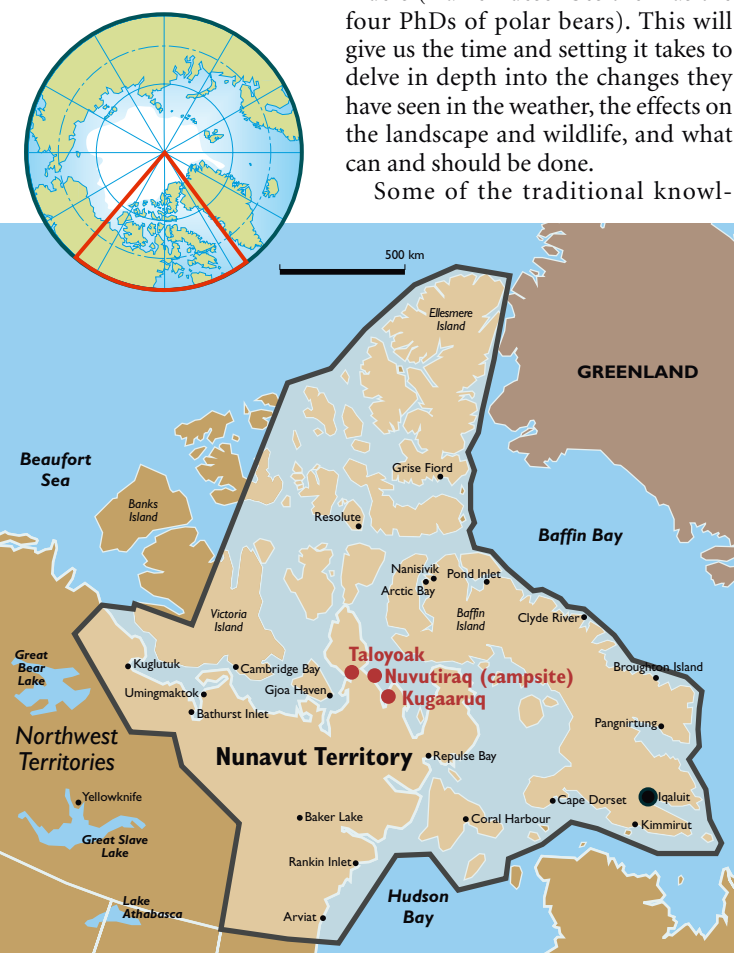 four PhDs of polar bears). This will
give us the time and setting it takes to
delve in depth into the changes they
have seen in the weather, the effects on
the landscape and wildlife, and what
can and should be done.
Some of the traditional knowl-
500 km
Ellesmere
Island
GREENLAND
Beaufort
Sea
Grise Fiord
Banks
Island
Resolute
Baffin Bay
Nanisivik
Pond Inlet
Arctic Bay
Victoria
Island
Baffin
Island
Clyde River
Taloyoak
Great
Bear
Lake
Kuglutuk
Cambridge Bay
Nuvutiraq (campsite)
Broughton Island
Umingmaktok
Gjoa Haven
Kugaaruq
Bathurst Inlet
Pangnirtung
Northwest
Territories
Nunavut Territory
Repulse Bay
Yellowknife
Cape Dorset
Iqaluit
Baker Lake
Coral Harbour
Kimmirut
Great Slave
Lake
Rankin Inlet
Hudson
Bay
Lake
Athabasca
Arviat